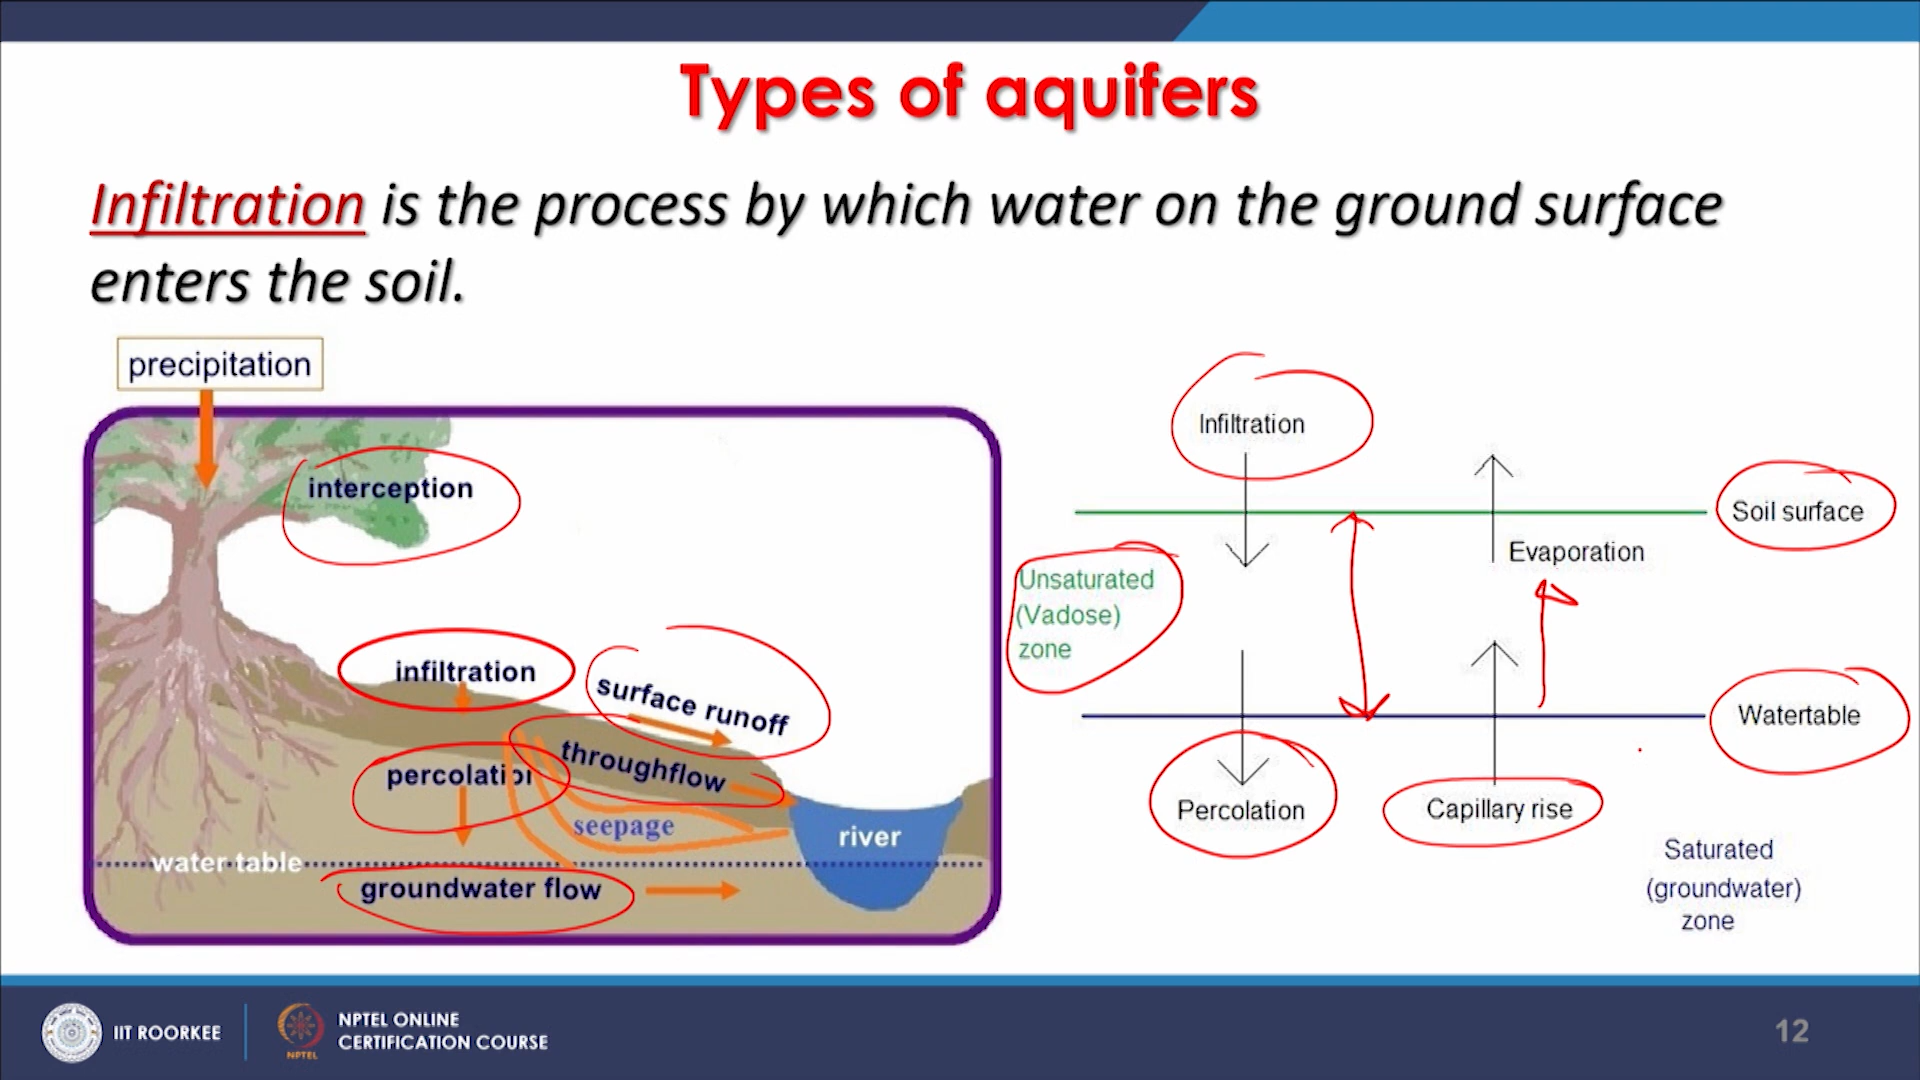 Types of aquifers
Infiltration is the process by which water on the ground surface
enters the soil.
precipitation
interception
infiltration
surface runoff
throughflow
percolation
seepage
river
water table
groundwater flow
Infiltration
Soil surface
Evaporation
Unsaturated
(Vadose)
zone
Watertable
Percolation
Capillary rise
Saturated
(groundwater)
zone
IIT ROORKEE
NPTEL
NPTEL ONLINE
CERTIFICATION COURSE
12